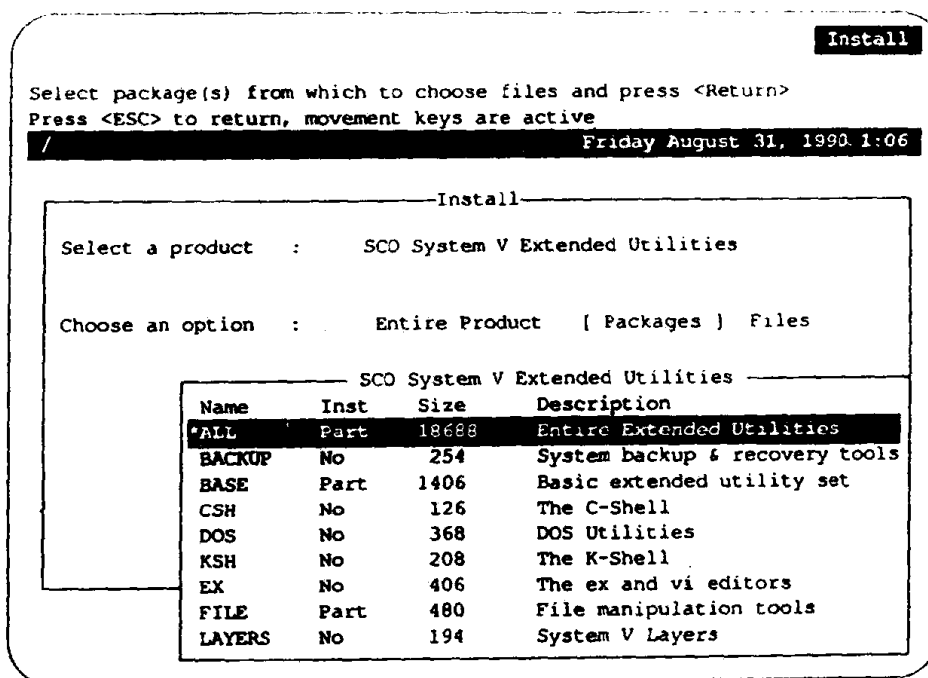 Install
Select package(s) from which to choose files and press <Return>
Press <ESC> to return, movement keys are active
/ Friday August 31, 1990 1:06
Install
Select a product : SCO System V Extended Utilities
Choose an option : Entire Product [ Packages ] Files
SCO System V Extended Utilities
Name Inst Size Description
*ALL Part 18688 Entire Extended Utilities
BACKUP No 254 System backup & recovery tools
BASE Part 1406 Basic extended utility set
CSH No 126 The C-Shell
DOS No 368 DOS Utilities
KSH No 208 The K-Shell
EX No 406 The ex and vi editors
FILE Part 480 File manipulation tools
LAYERS No 194 System V Layers